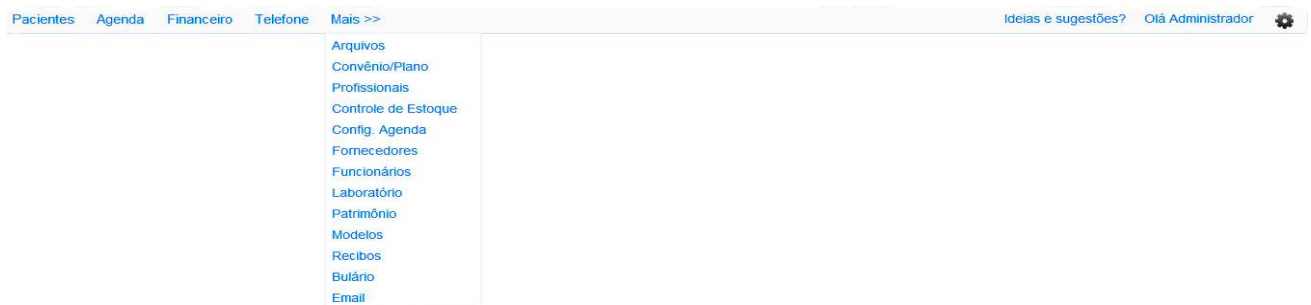 Pacientes Agenda Financeiro Telefone Mais >> Ideias e sugestões? Olá Administrador
Arquivos
Convênio/Plano
Profissionais
Controle de Estoque
Config. Agenda
Fornecedores
Funcionários
Laboratório
Patrimônio
Modelos
Recibos
Bulário
Email